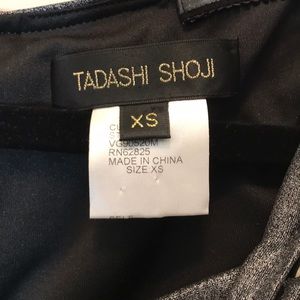 TADASHI SHOJI
XS
VG90520M
RN62825
MADE IN CHINA
SIZE XS